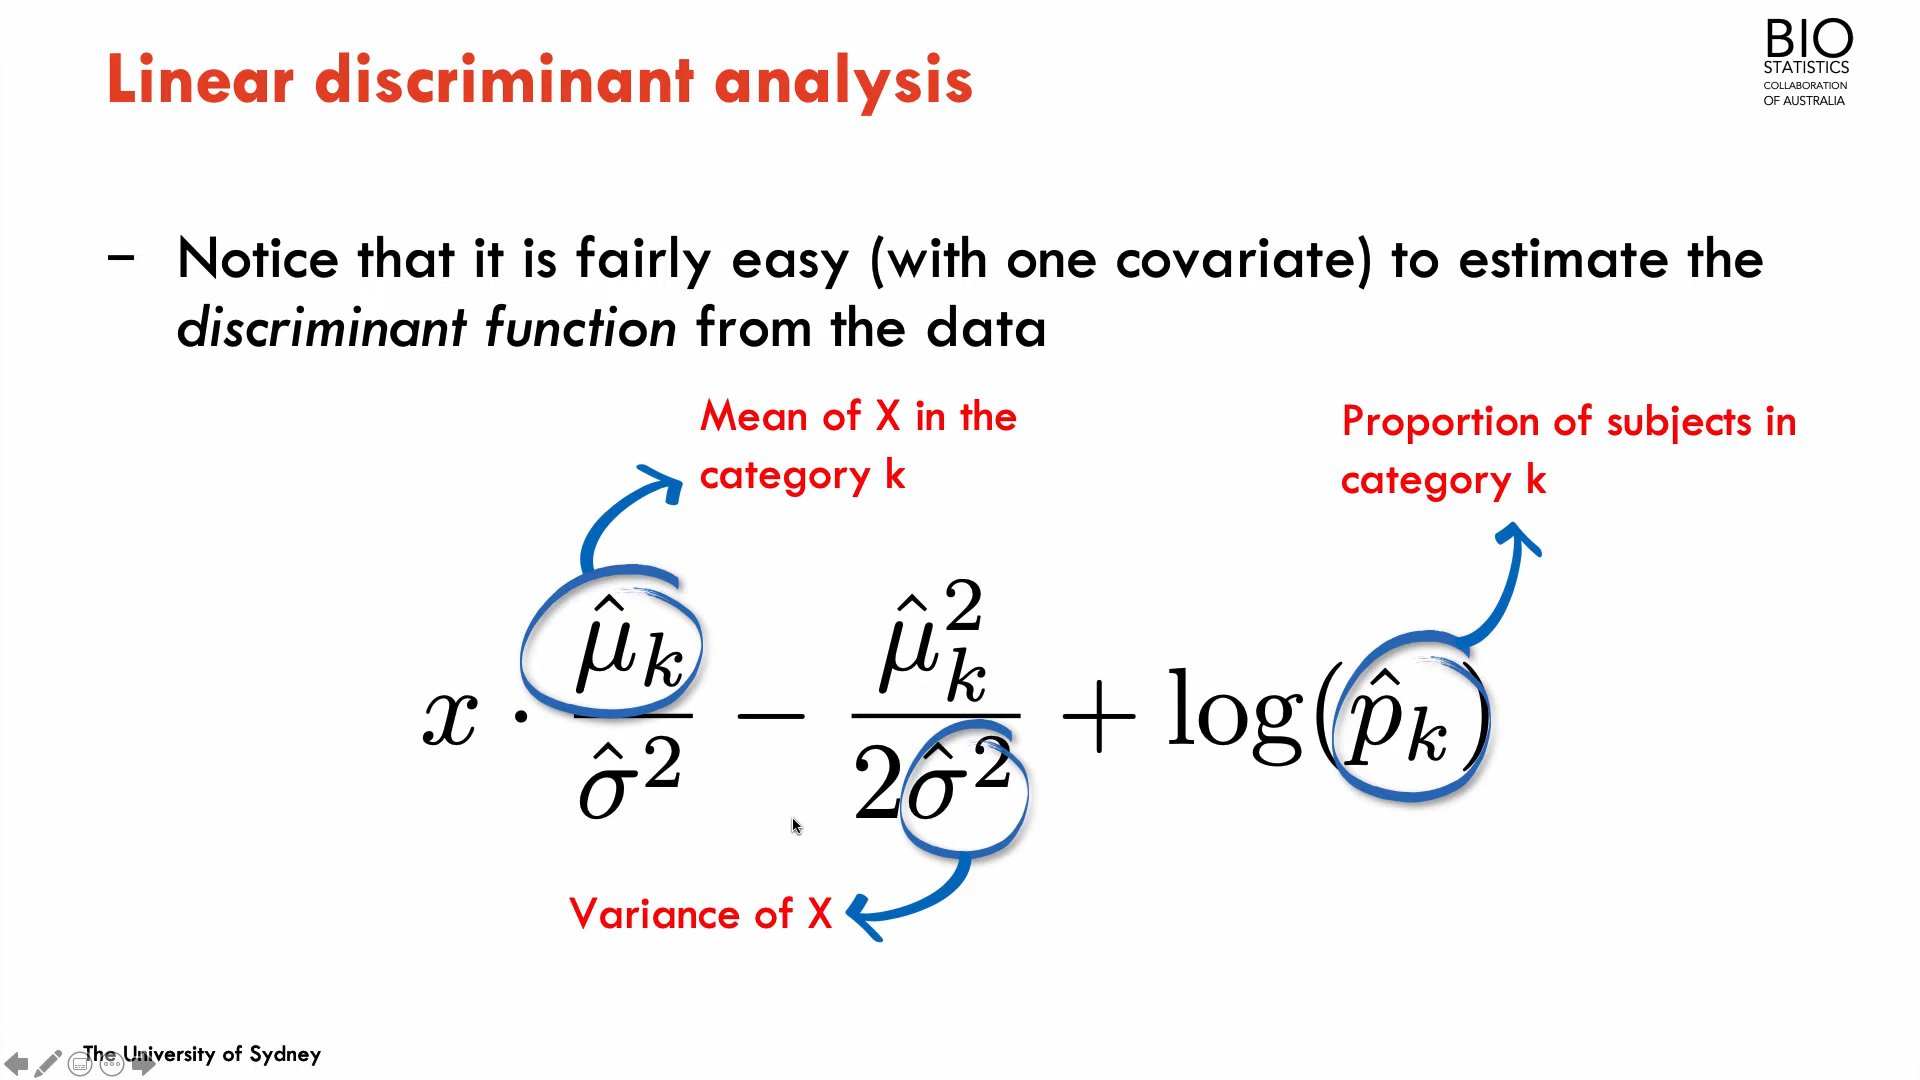 Linear discriminant analysis
BIO
STATISTICS
COLLABORATION
OF AUSTRALIA
– Notice that it is fairly easy (with one covariate) to estimate the
discriminant function from the data
Mean of X in the
category k
Proportion of subjects in
category k
x · μ̂_k / σ̂² − μ̂_k² / 2σ̂² + log(p̂_k)
Variance of X
The University of Sydney